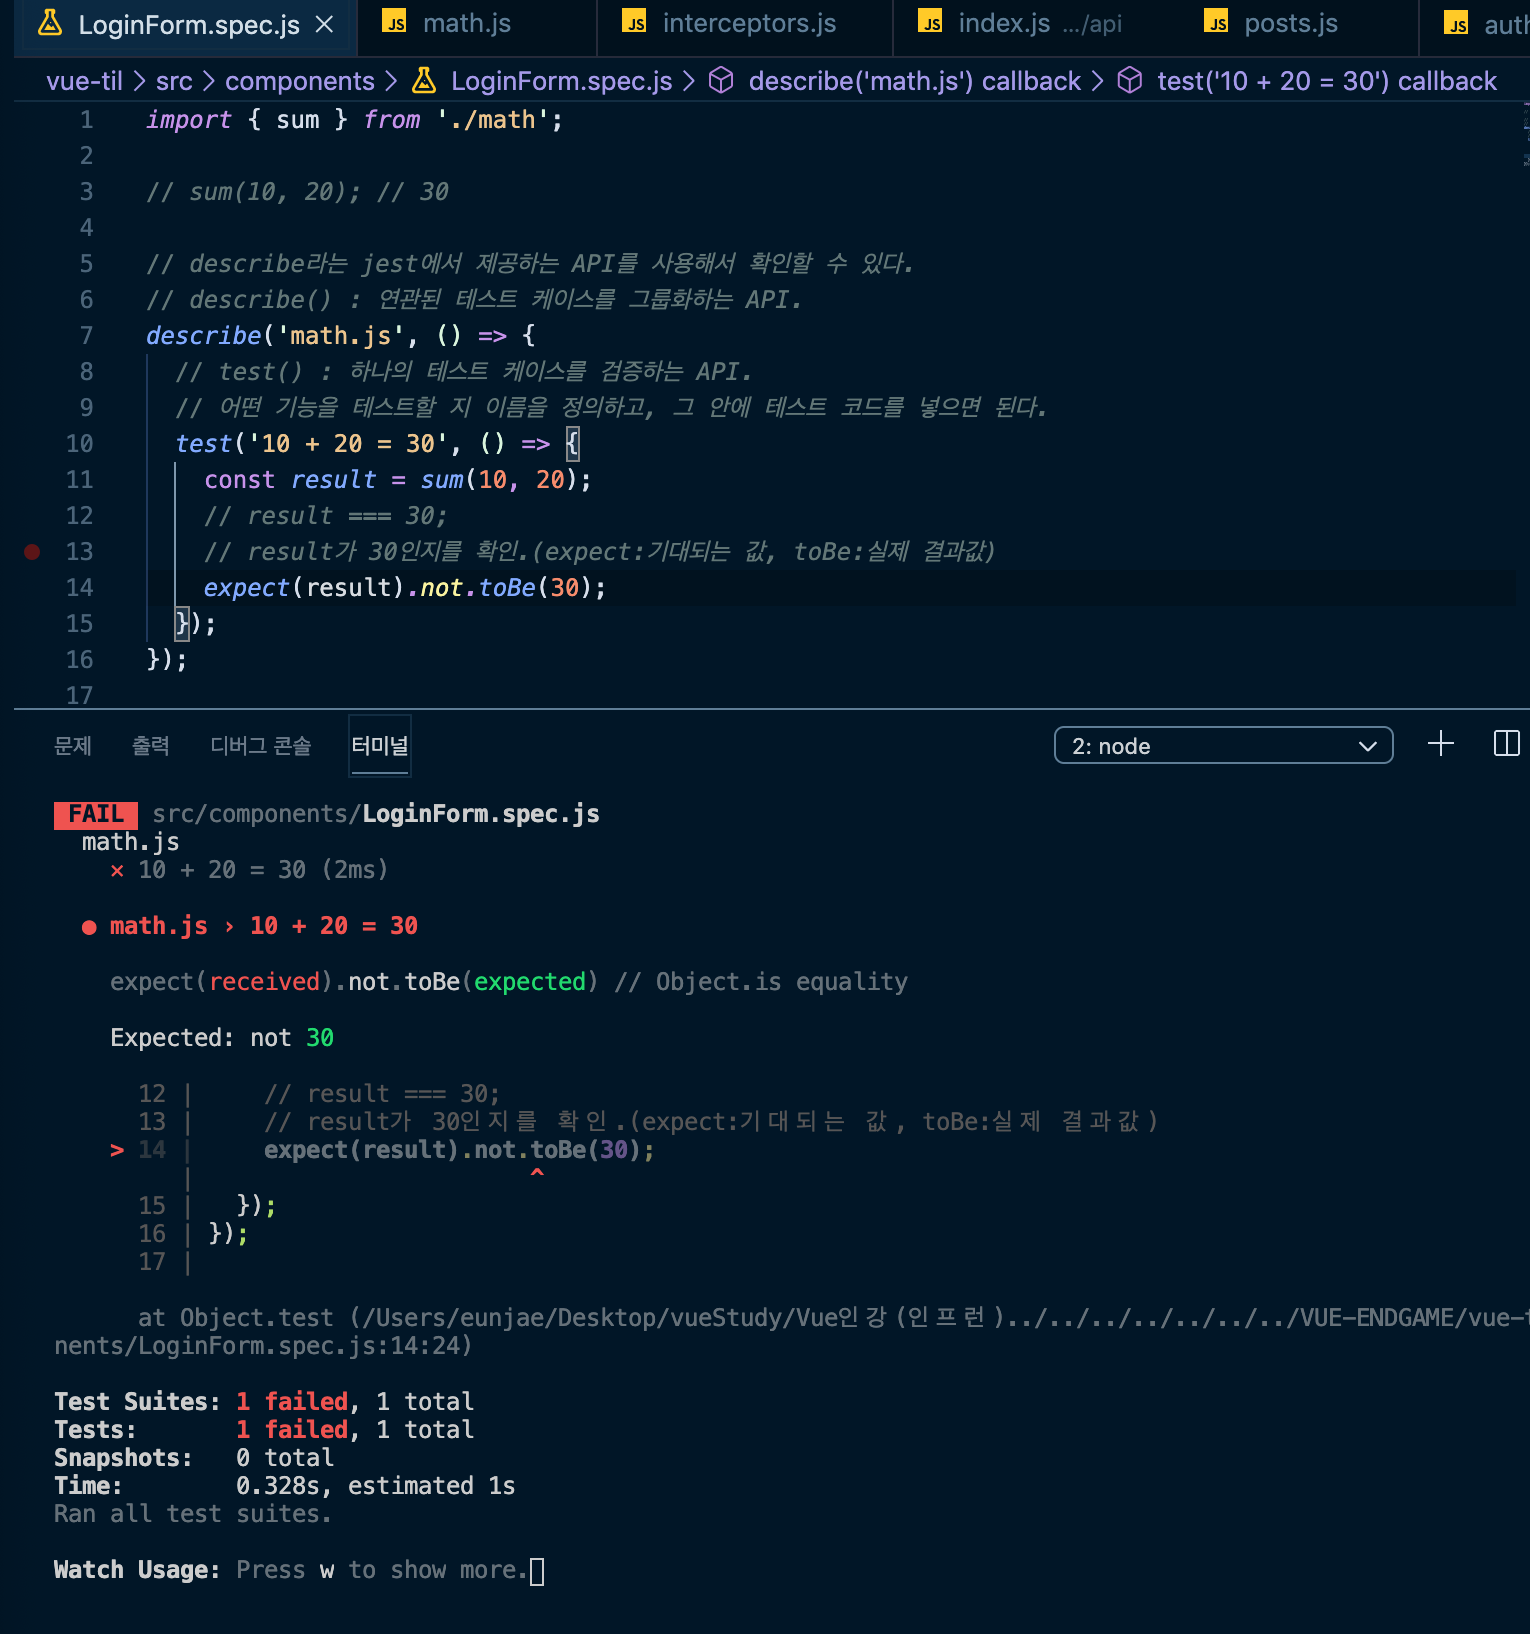 LoginForm.spec.js × JS math.js JS interceptors.js JS index.js .../api JS posts.js JS
vue-til > src > components > LoginForm.spec.js > describe('math.js') callback > test('10 + 20 = 30') callback
1 import { sum } from './math';
2
3 // sum(10, 20); // 30
4
5 // describe라는 jest에서 제공하는 API를 사용해서 확인할 수 있다.
6 // describe() : 연관된 테스트 케이스를 그룹화하는 API.
7 describe('math.js', () => {
8 // test() : 하나의 테스트 케이스를 검증하는 API.
9 // 어떤 기능을 테스트할 지 이름을 정의하고, 그 안에 테스트 코드를 넣으면 된다.
10 test('10 + 20 = 30', () => {
11 const result = sum(10, 20);
12 // result === 30;
13 // result가 30인지를 확인.(expect:기대되는 값, toBe:실제 결과값)
14 expect(result).not.toBe(30);
15 });
16 });
17
문제 출력 디버그 콘솔 터미널 2: node
FAIL src/components/LoginForm.spec.js
math.js
× 10 + 20 = 30 (2ms)
● math.js › 10 + 20 = 30
expect(received).not.toBe(expected) // Object.is equality
Expected: not 30
12 | // result === 30;
13 | // result가 30인지를 확인.(expect:기대되는 값, toBe:실제 결과값)
> 14 | expect(result).not.toBe(30);
| ^
15 | });
16 | });
17 |
at Object.test (/Users/eunjae/Desktop/vueStudy/Vue인강(인프런)../../../../../../../VUE-ENDGAME/vue-
nents/LoginForm.spec.js:14:24)
Test Suites: 1 failed, 1 total
Tests: 1 failed, 1 total
Snapshots: 0 total
Time: 0.328s, estimated 1s
Ran all test suites.
Watch Usage: Press w to show more.